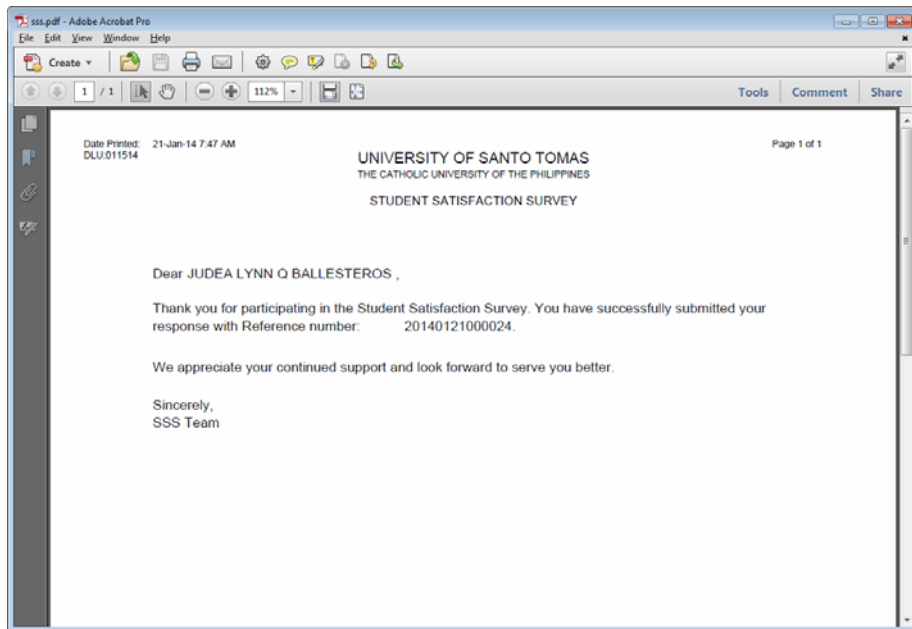 sss.pdf - Adobe Acrobat Pro
File Edit View Window Help
Create
1 / 1 112% Tools Comment Share
Date Printed: 21-Jan-14 7:47 AM Page 1 of 1
DLU:011514
UNIVERSITY OF SANTO TOMAS
THE CATHOLIC UNIVERSITY OF THE PHILIPPINES
STUDENT SATISFACTION SURVEY
Dear JUDEA LYNN Q BALLESTEROS ,
Thank you for participating in the Student Satisfaction Survey. You have successfully submitted your
response with Reference number: 20140121000024.
We appreciate your continued support and look forward to serve you better.
Sincerely,
SSS Team